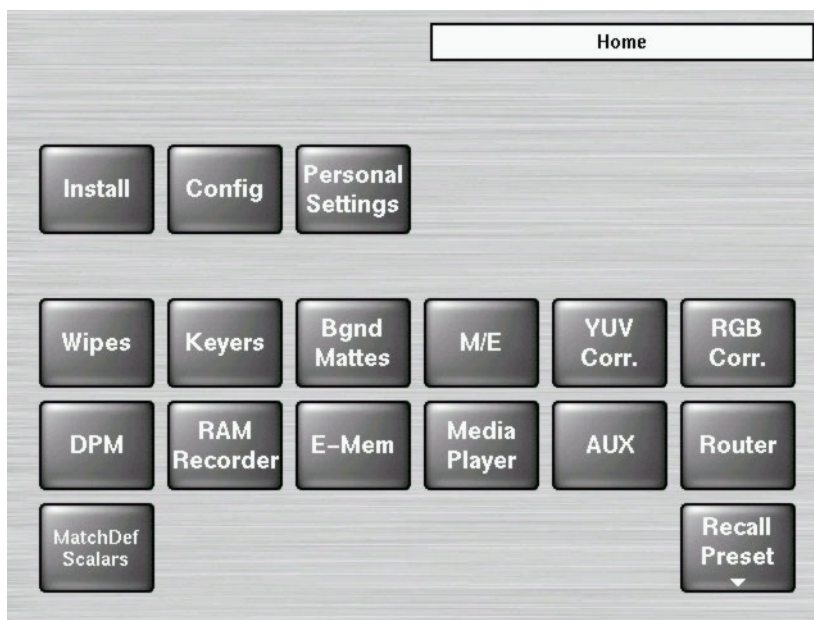 Home
Install
Config
Personal
Settings
Wipes
Keyers
Bgnd
Mattes
M/E
YUV
Corr.
RGB
Corr.
DPM
RAM
Recorder
E-Mem
Media
Player
AUX
Router
MatchDef
Scalars
Recall
Preset